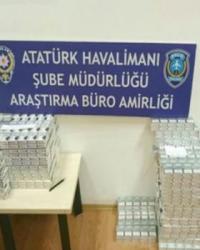 ATATÜRK HAVALİMANI
ŞUBE MÜDÜRLÜĞÜ
ARAŞTIRMA BÜRO AMİRLİĞİ